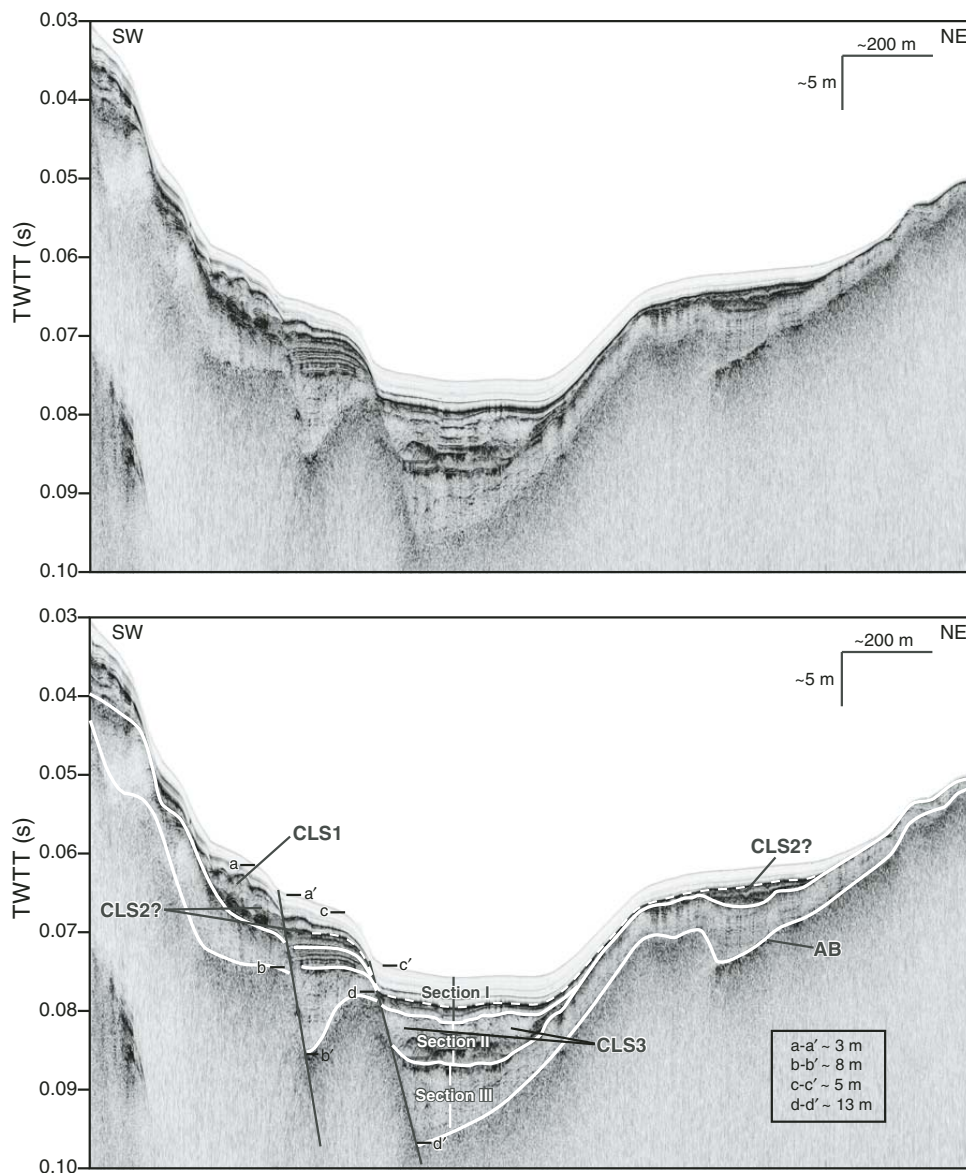 0.03
SW
NE
~200 m
~5 m
0.04
0.05
0.06
TWTT (s)
0.07
0.08
0.09
0.10
0.03
SW
NE
~200 m
~5 m
0.04
0.05
CLS1
CLS2?
0.06
a
a′
TWTT (s)
c
CLS2?
0.07
AB
b
c′
d
Section I
0.08
Section II
CLS3
b′
a-a′ ~ 3 m
b-b′ ~ 8 m
c-c′ ~ 5 m
d-d′ ~ 13 m
0.09
Section III
d′
0.10